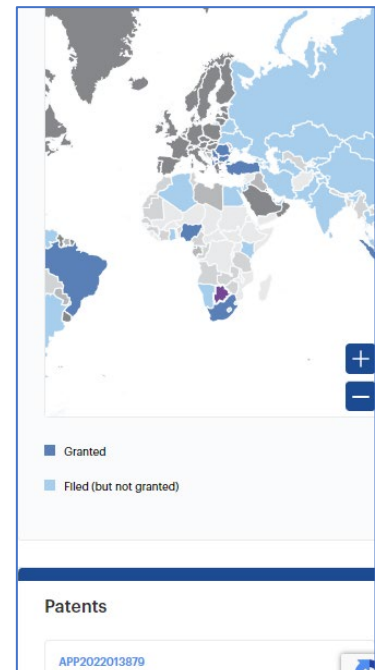 +
−
Granted
Filed (but not granted)
Patents
APP2022013879